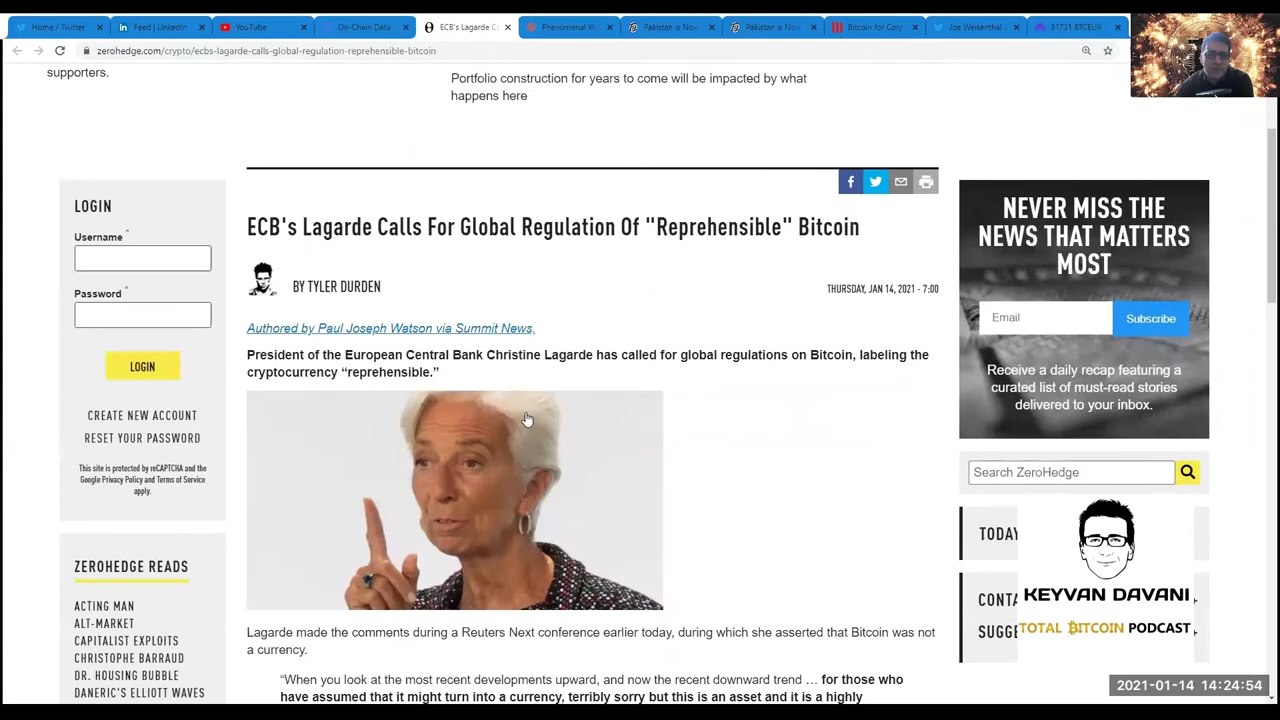 Home / Twitter
Feed | LinkedIn
YouTube
On-Chain Data
ECB's Lagarde Ca
Phenomenal Wo
Pakistan is Now
Pakistan is Now
Bitcoin for Corp
Joe Weisenthal
31731 BTCEUR
zerohedge.com/crypto/ecbs-lagarde-calls-global-regulation-reprehensible-bitcoin
supporters.
Portfolio construction for years to come will be impacted by what
happens here
LOGIN
Username *
Password *
LOGIN
CREATE NEW ACCOUNT
RESET YOUR PASSWORD
This site is protected by reCAPTCHA and the
Google Privacy Policy and Terms of Service
apply.
ZEROHEDGE READS
ACTING MAN
ALT-MARKET
CAPITALIST EXPLOITS
CHRISTOPHE BARRAUD
DR. HOUSING BUBBLE
DANERIC'S ELLIOTT WAVES
ECB's Lagarde Calls For Global Regulation Of "Reprehensible" Bitcoin
BY TYLER DURDEN
THURSDAY, JAN 14, 2021 - 7:00
Authored by Paul Joseph Watson via Summit News,
President of the European Central Bank Christine Lagarde has called for global regulations on Bitcoin, labeling the
cryptocurrency “reprehensible.”
Lagarde made the comments during a Reuters Next conference earlier today, during which she asserted that Bitcoin was not
a currency.
“When you look at the most recent developments upward, and now the recent downward trend … for those who
have assumed that it might turn into a currency, terribly sorry but this is an asset and it is a highly
NEVER MISS THE
NEWS THAT MATTERS
MOST
Email
Subscribe
Receive a daily recap featuring a
curated list of must-read stories
delivered to your inbox.
Search ZeroHedge
TODAY
CONTA
SUGGE
KEYVAN DAVANI
TOTAL ₿ITCOIN PODCAST
2021-01-14 14:24:54